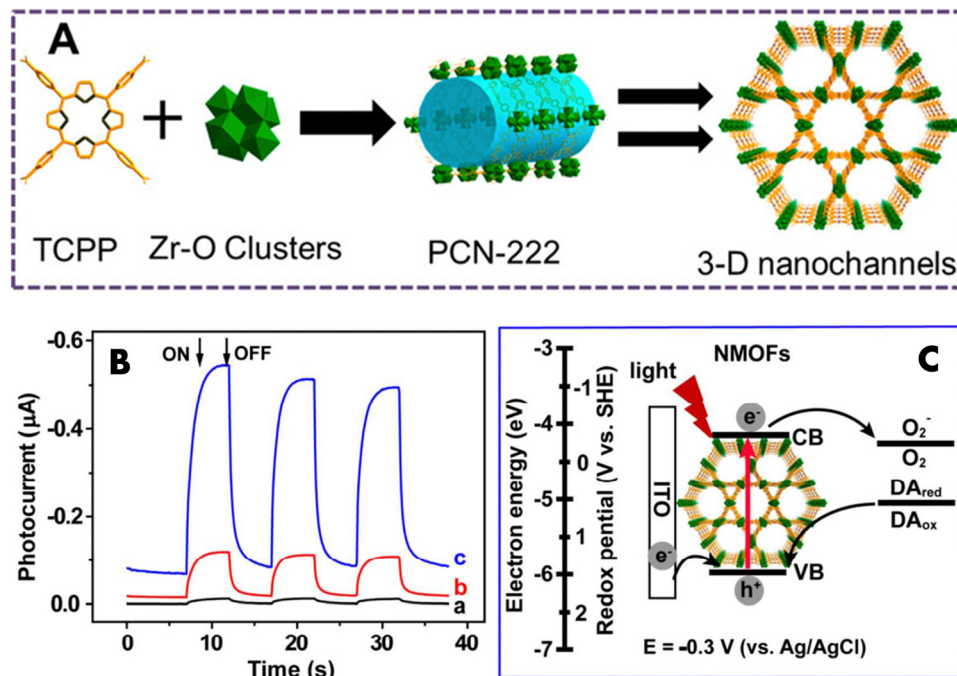 A
TCPP
Zr-O Clusters
PCN-222
3-D nanochannels
B
ON
OFF
Photocurrent (µA)
-0.6
-0.4
-0.2
0.0
c
b
a
0
10
20
30
40
Time (s)
C
NMOFs
light
Electron energy (eV)
-3
-4
-5
-6
-7
Redox pential (V vs. SHE)
-1
0
1
2
ITO
e-
e-
CB
VB
h+
O2-
O2
DAred
DAox
E = -0.3 V (vs. Ag/AgCl)